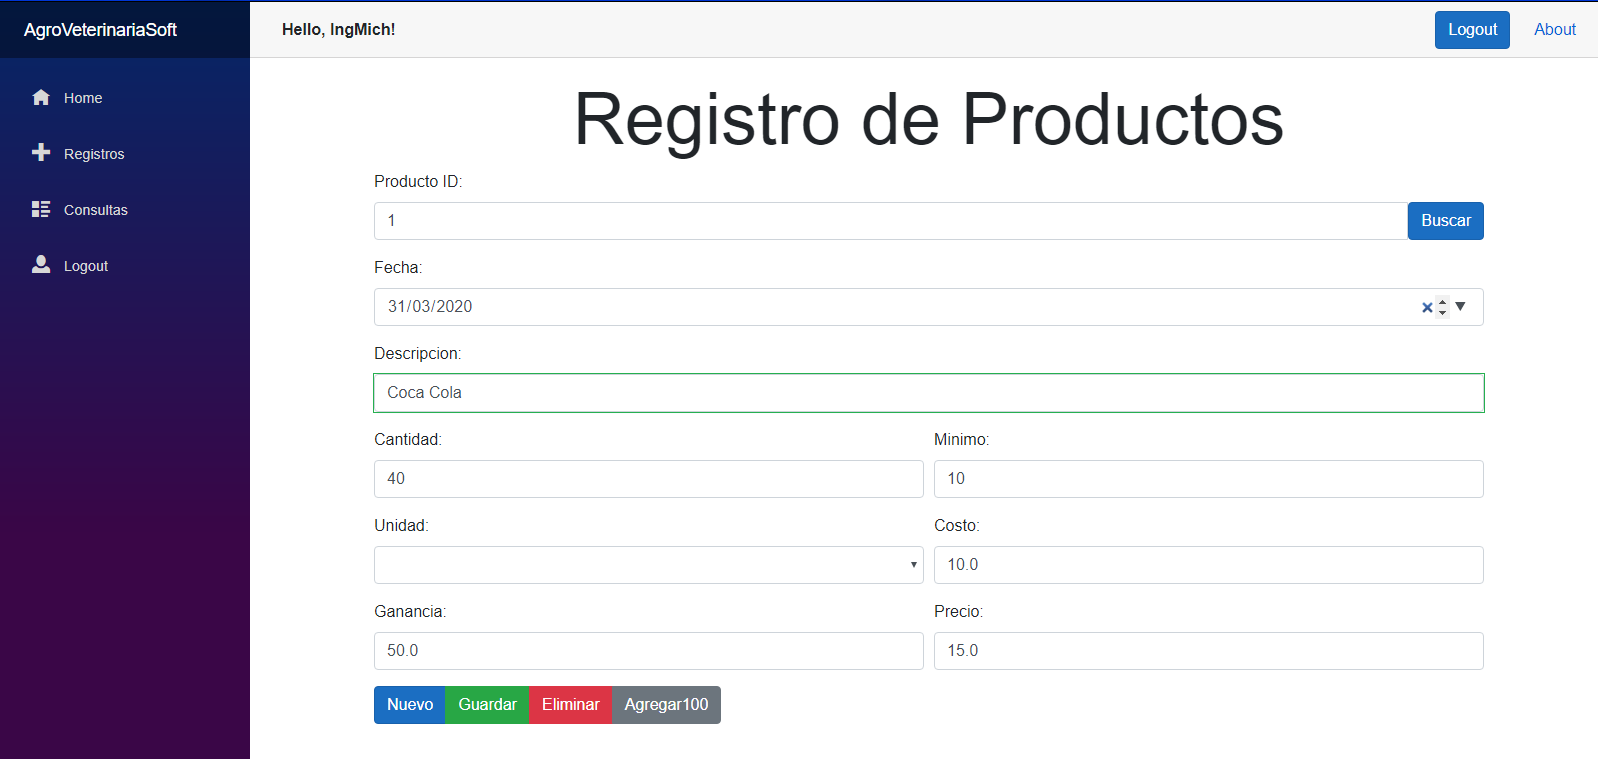 AgroVeterinariaSoft
Hello, IngMich!
Logout
About
Home
Registros
Consultas
Logout
Registro de Productos
Producto ID:
1
Buscar
Fecha:
31/03/2020
Descripcion:
Coca Cola
Cantidad:
Minimo:
40
10
Unidad:
Costo:
10.0
Ganancia:
Precio:
50.0
15.0
Nuevo
Guardar
Eliminar
Agregar100